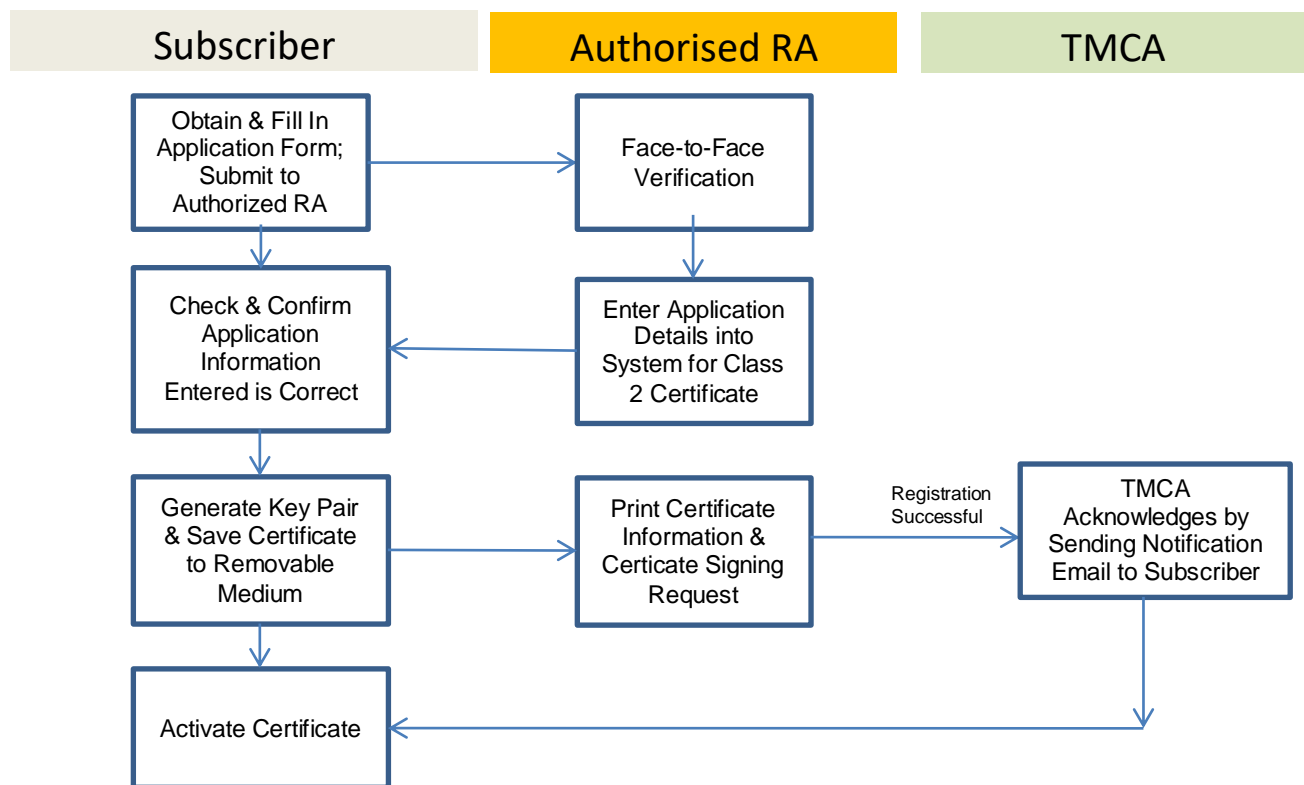 Subscriber
Authorised RA
TMCA
Obtain & Fill In
Application Form;
Submit to
Authorized RA
Face-to-Face
Verification
Check & Confirm
Application
Information
Entered is Correct
Enter Application
Details into
System for Class
2 Certificate
Generate Key Pair
& Save Certificate
to Removable
Medium
Print Certificate
Information &
Certicate Signing
Request
Registration
Successful
TMCA
Acknowledges by
Sending Notification
Email to Subscriber
Activate Certificate